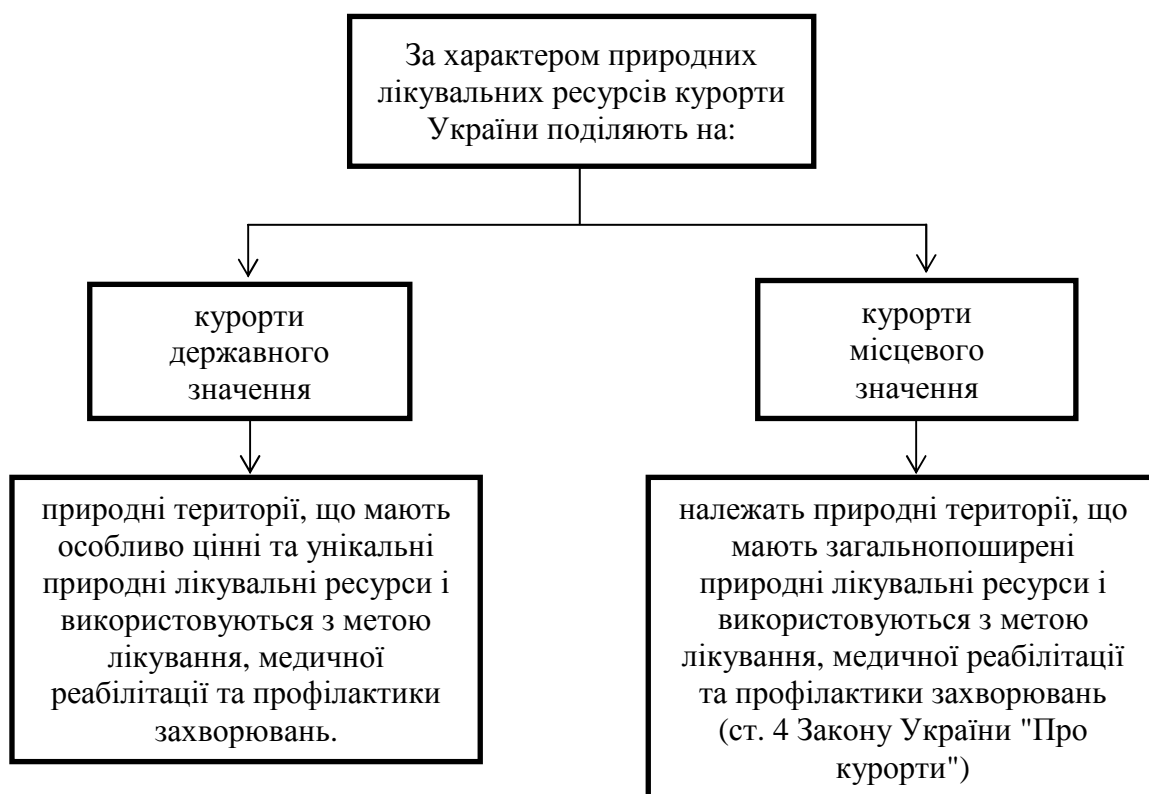 За характером природних
лікувальних ресурсів курорти
України поділяють на:
курорти
державного
значення
курорти
місцевого
значення
природні території, що мають
особливо цінні та унікальні
природні лікувальні ресурси і
використовуються з метою
лікування, медичної
реабілітації та профілактики
захворювань.
належать природні території, що
мають загальнопоширені
природні лікувальні ресурси і
використовуються з метою
лікування, медичної реабілітації
та профілактики захворювань
(ст. 4 Закону України "Про
курорти")